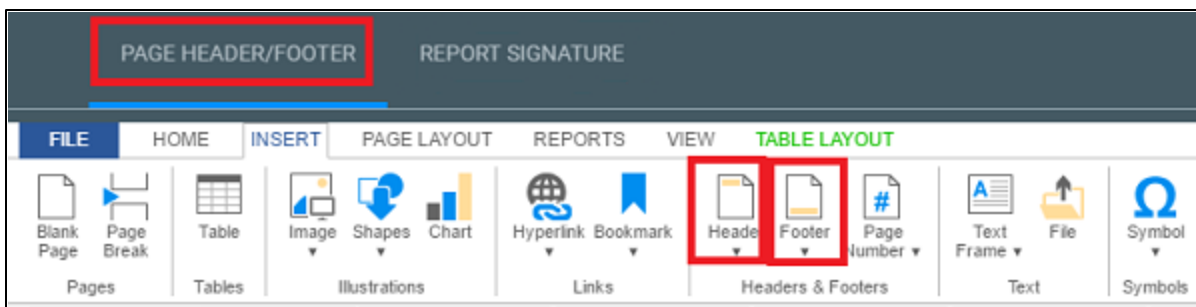 PAGE HEADER/FOOTER REPORT SIGNATURE
FILE HOME INSERT PAGE LAYOUT REPORTS VIEW TABLE LAYOUT
Blank Page Table Image Shapes Chart Hyperlink Bookmark Heade Footer Page Text File Symbol
Page Break Number Frame
Pages Tables Illustrations Links Headers & Footers Text Symbols